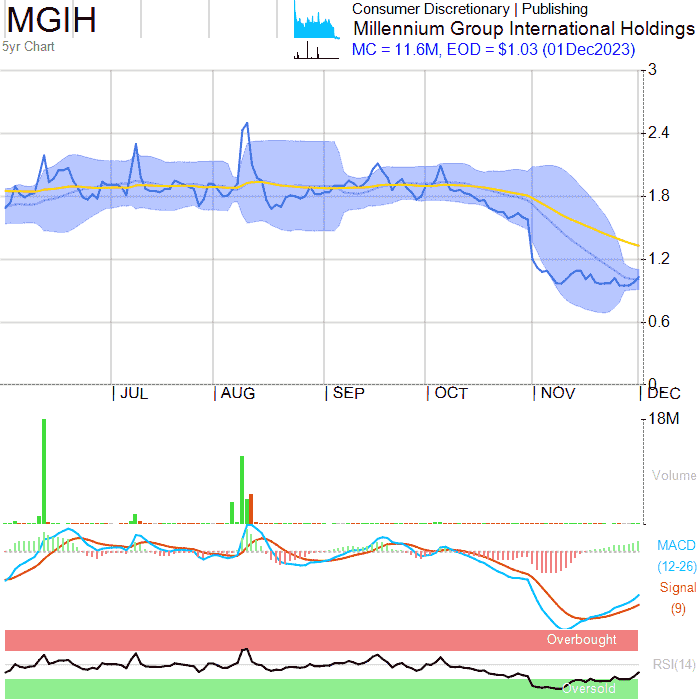 MGIH
5yr Chart
Consumer Discretionary | Publishing
Millennium Group International Holdings
MC = 11.6M, EOD = $1.03 (01Dec2023)
3
2.4
1.8
1.2
0.6
0
JUL
AUG
SEP
OCT
NOV
DEC
18M
Volume
MACD
(12-26)
Signal
(9)
Overbought
RSI(14)
Oversold